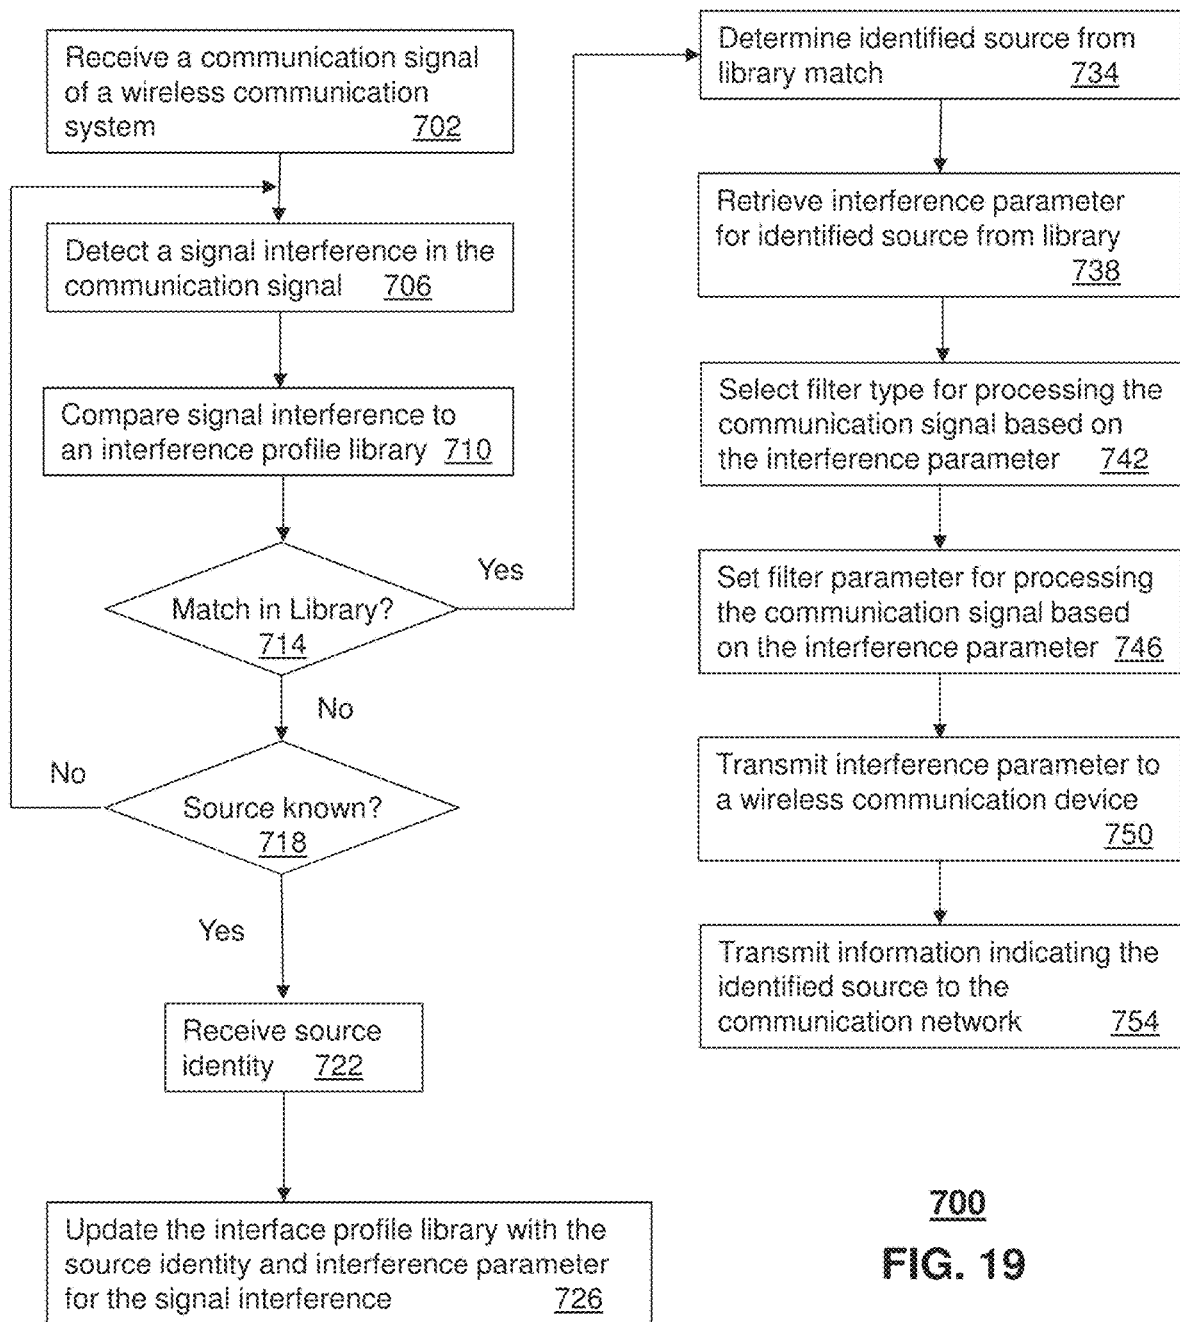 Receive a communication signal
of a wireless communication
system 702
Detect a signal interference in the
communication signal 706
Compare signal interference to
an interference profile library 710
Match in Library?
714
Yes
No
Source known?
718
No
Yes
Receive source
identity 722
Update the interface profile library with the
source identity and interference parameter
for the signal interference 726
Determine identified source from
library match 734
Retrieve interference parameter
for identified source from library
738
Select filter type for processing the
communication signal based on
the interference parameter 742
Set filter parameter for processing
the communication signal based
on the interference parameter 746
Transmit interference parameter to
a wireless communication device
750
Transmit information indicating the
identified source to the
communication network 754
700
FIG. 19